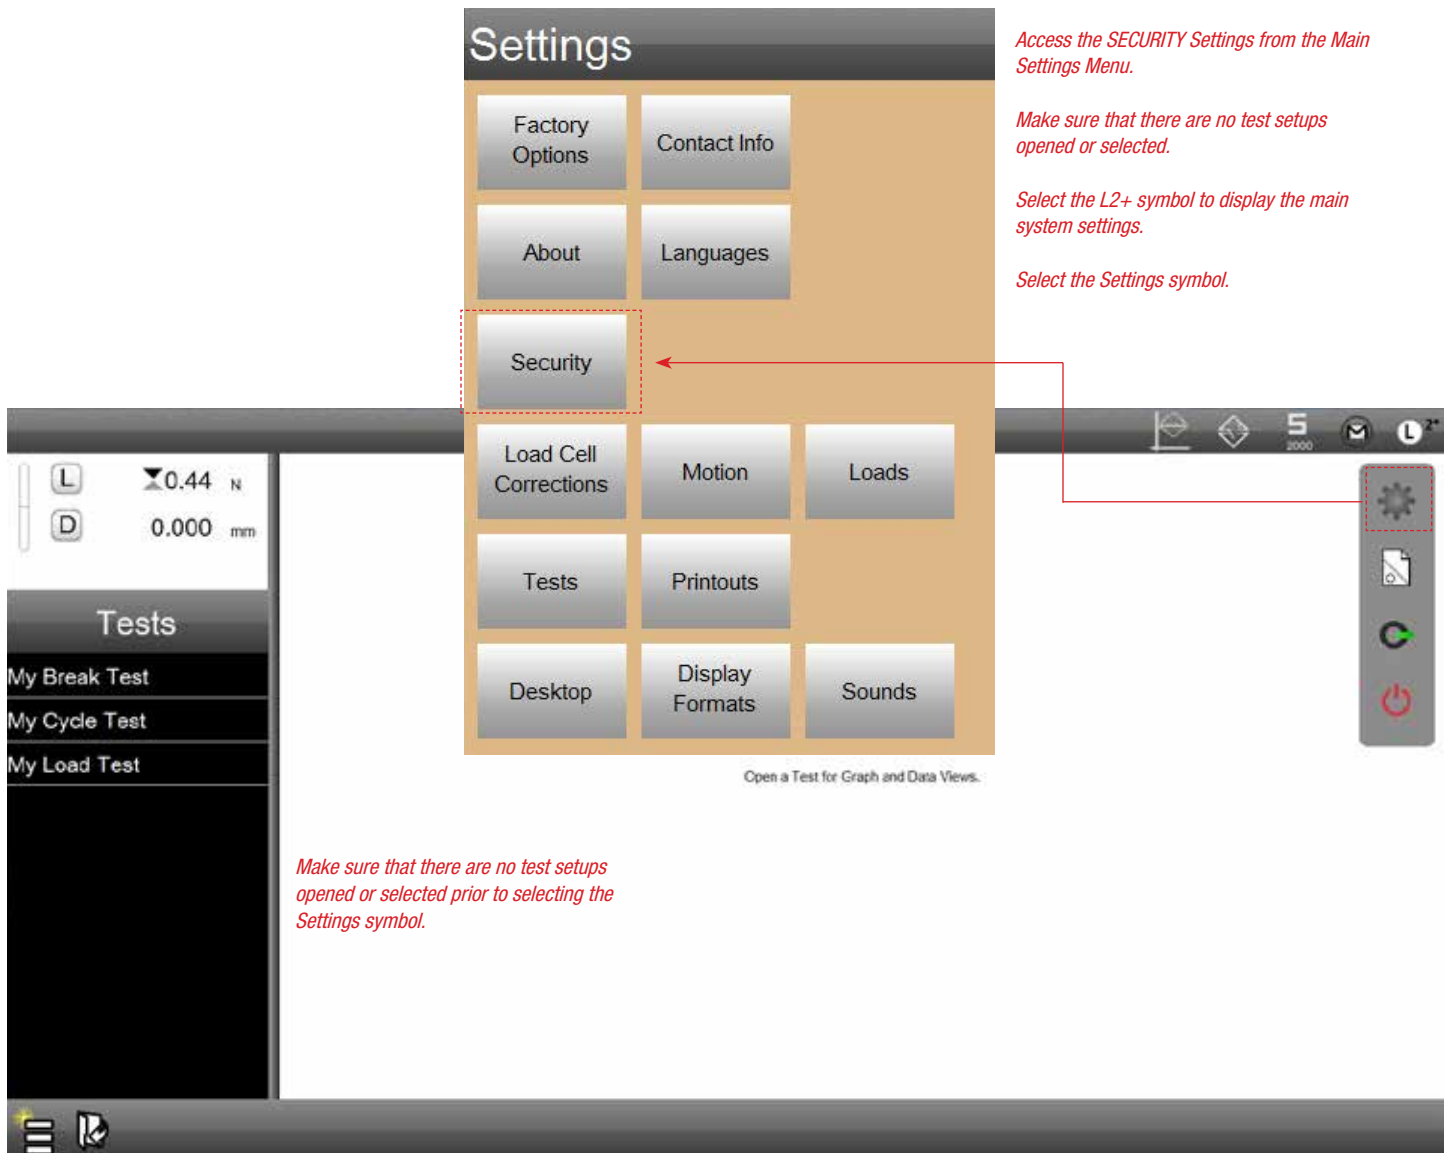 Settings
Access the SECURITY Settings from the Main
Settings Menu.
Make sure that there are no test setups
opened or selected.
Select the L2+ symbol to display the main
system settings.
Select the Settings symbol.
Factory
Options
Contact Info
About
Languages
Security
Load Cell
Corrections
Motion
Loads
Tests
Printouts
Desktop
Display
Formats
Sounds
S
2000
M
L 2+
L
0.44 N
D
0.000 mm
Tests
My Break Test
My Cycle Test
My Load Test
Open a Test for Graph and Data Views.
Make sure that there are no test setups
opened or selected prior to selecting the
Settings symbol.